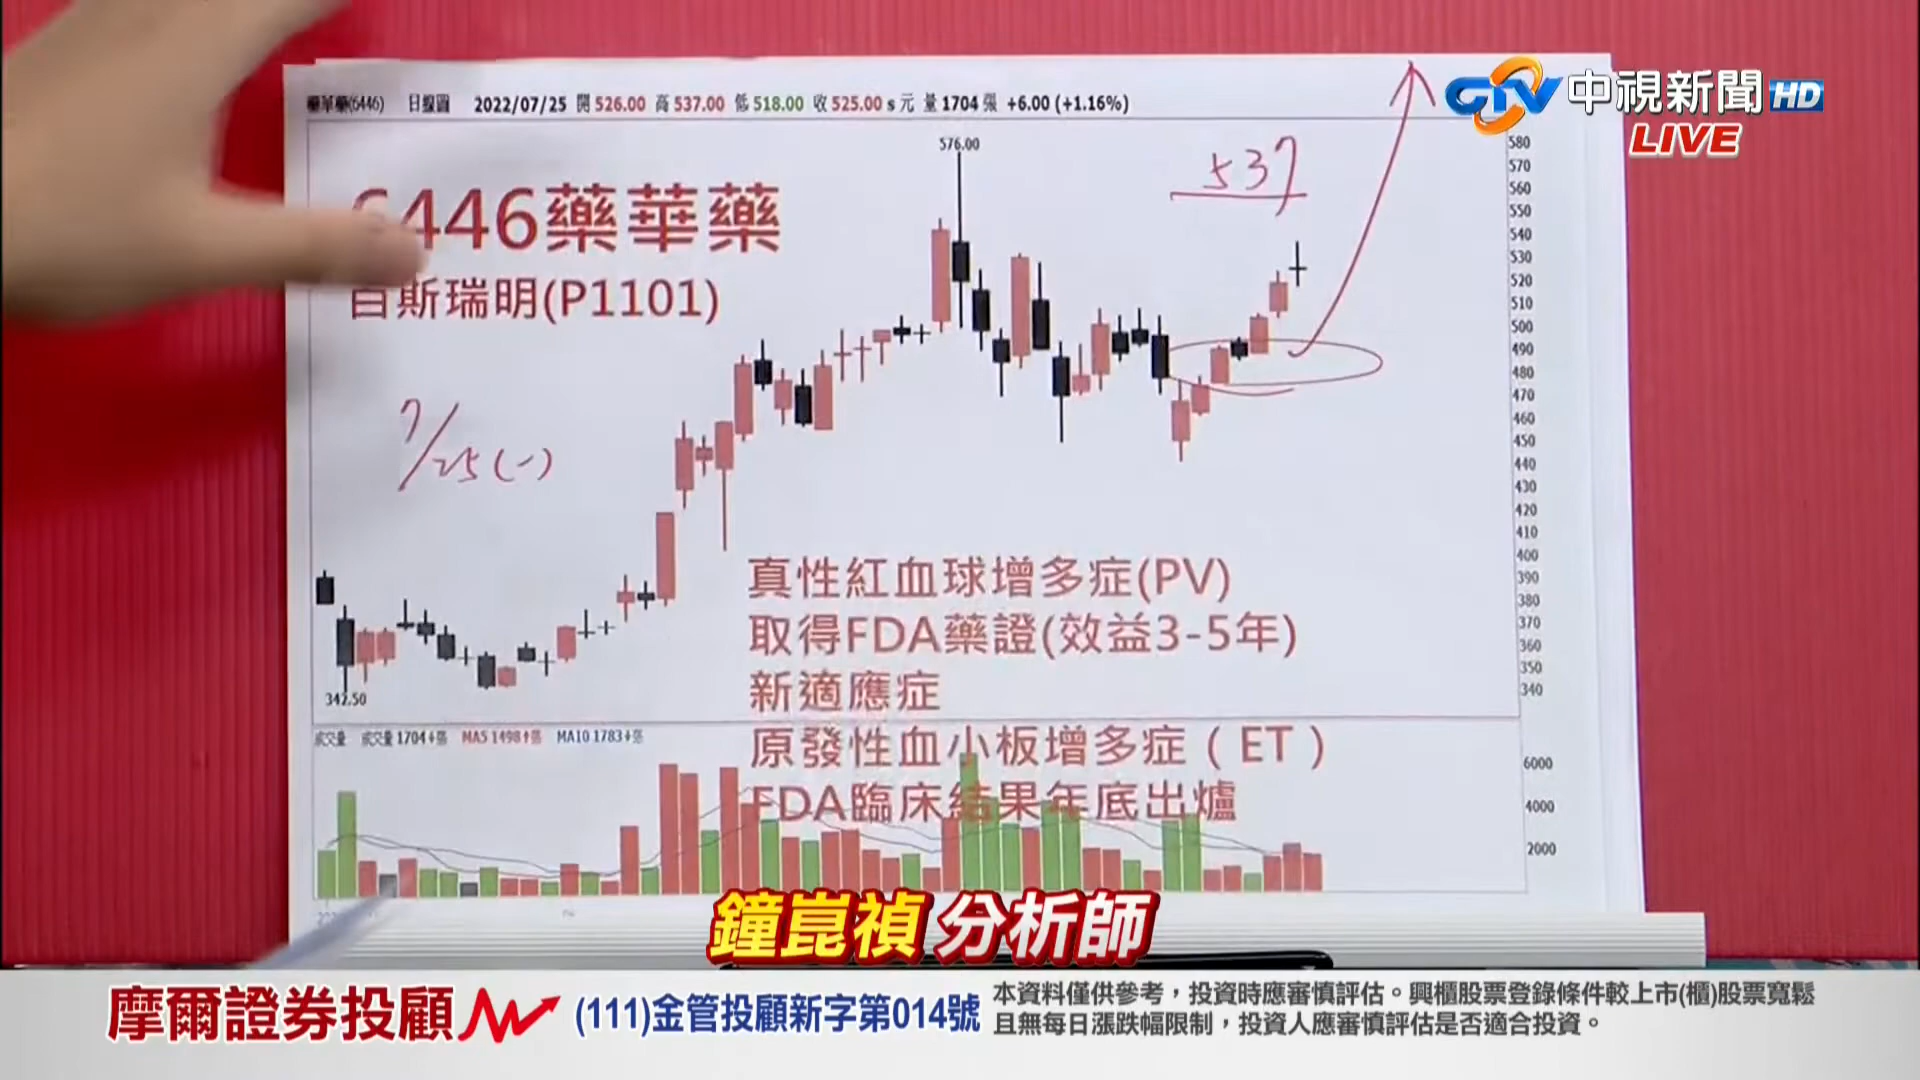 藥華藥(6446) 日線圖 2022/07/25 開 526.00 高 537.00 低 518.00 收 525.00 s 元 量 1704 張 +6.00 (+1.16%)
CTV 中視新聞 HD
LIVE
576.00
537
6446藥華藥
百斯瑞明(P1101)
7/25(一)
580
570
560
550
540
530
520
510
500
490
480
470
460
450
440
430
420
410
400
390
380
370
360
350
340
真性紅血球增多症(PV)
取得FDA藥證(效益3-5年)
新適應症
原發性血小板增多症（ET）
FDA臨床結果年底出爐
342.50
成交量 成交量 1704↓張 MA5 1498↑張 MA10 1783↓張
6000
4000
2000
鐘崑禎 分析師
摩爾證券投顧 (111)金管投顧新字第014號
本資料僅供參考，投資時應審慎評估。興櫃股票登錄條件較上市(櫃)股票寬鬆
且無每日漲跌幅限制，投資人應審慎評估是否適合投資。